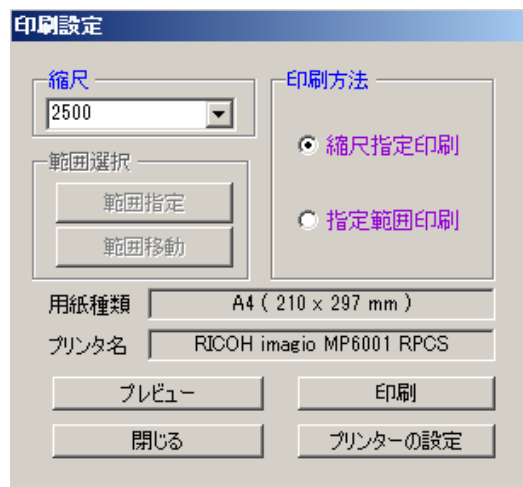 印刷設定
縮尺
2500
範囲選択
範囲指定
範囲移動
印刷方法
縮尺指定印刷
指定範囲印刷
用紙種類 A4 ( 210 x 297 mm )
プリンタ名 RICOH imagio MP6001 RPCS
プレビュー 印刷
閉じる プリンターの設定